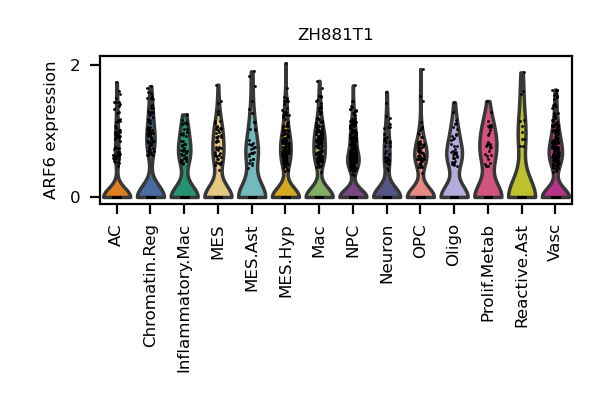 ZH881T1
ARF6 expression
2
0
AC
Chromatin.Reg
Inflammatory.Mac
MES
MES.Ast
MES.Hyp
Mac
NPC
Neuron
OPC
Oligo
Prolif.Metab
Reactive.Ast
Vasc